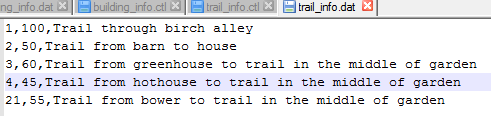 ng_info.dat building_info.ctl trail_info.ctl trail_info.dat
1,100,Trail through birch alley
2,50,Trail from barn to house
3,60,Trail from greenhouse to trail in the middle of garden
4,45,Trail from hothouse to trail in the middle of garden
21,55,Trail from bower to trail in the middle of garden